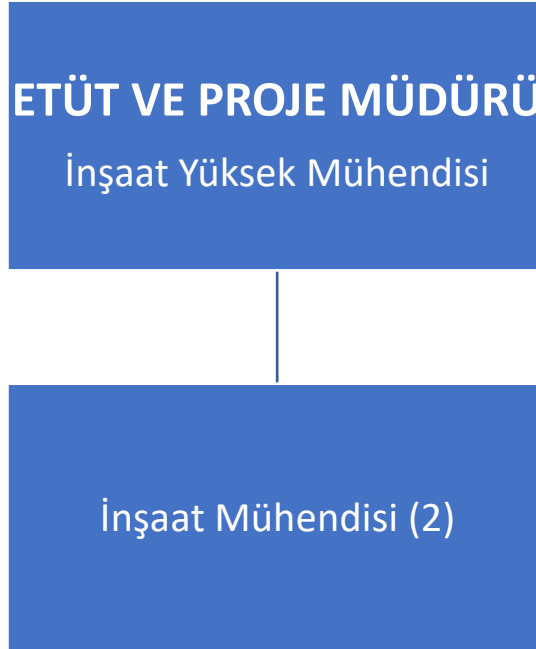 ETÜT VE PROJE MÜDÜRÜ
İnşaat Yüksek Mühendisi
İnşaat Mühendisi (2)